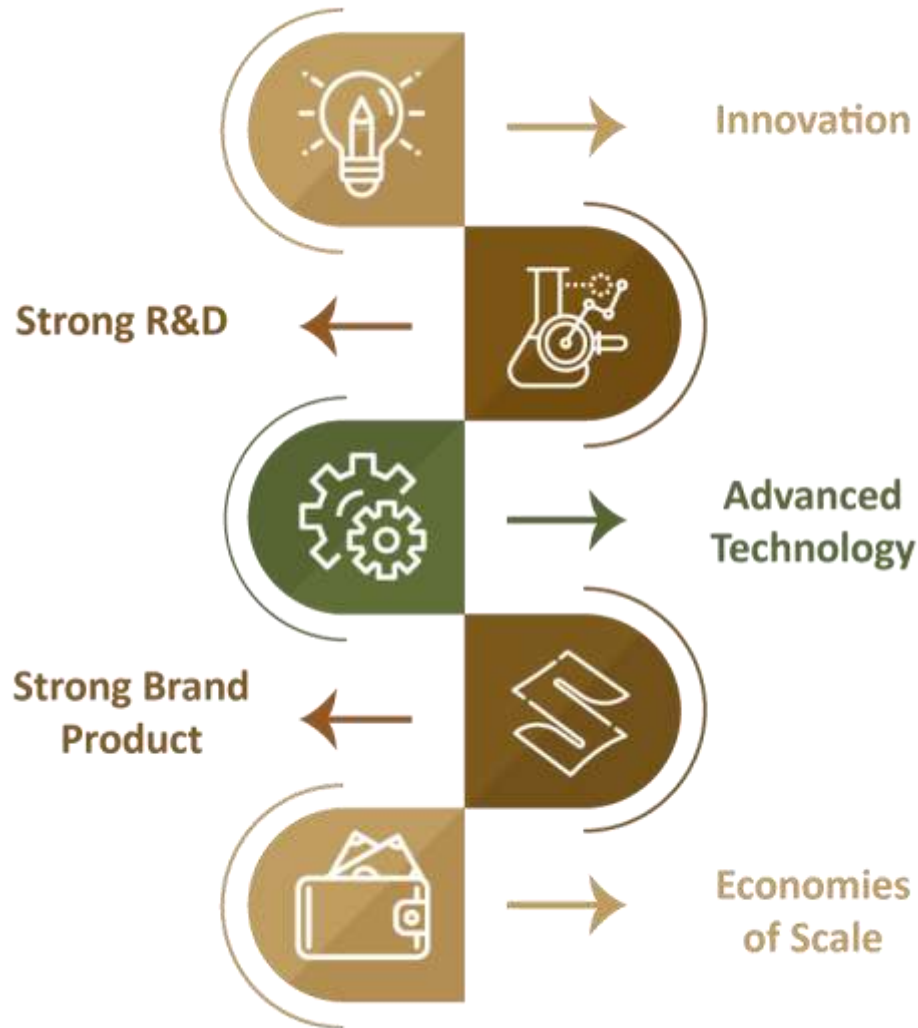 Innovation
Strong R&D
Advanced
Technology
Strong Brand
Product
Economies
of Scale